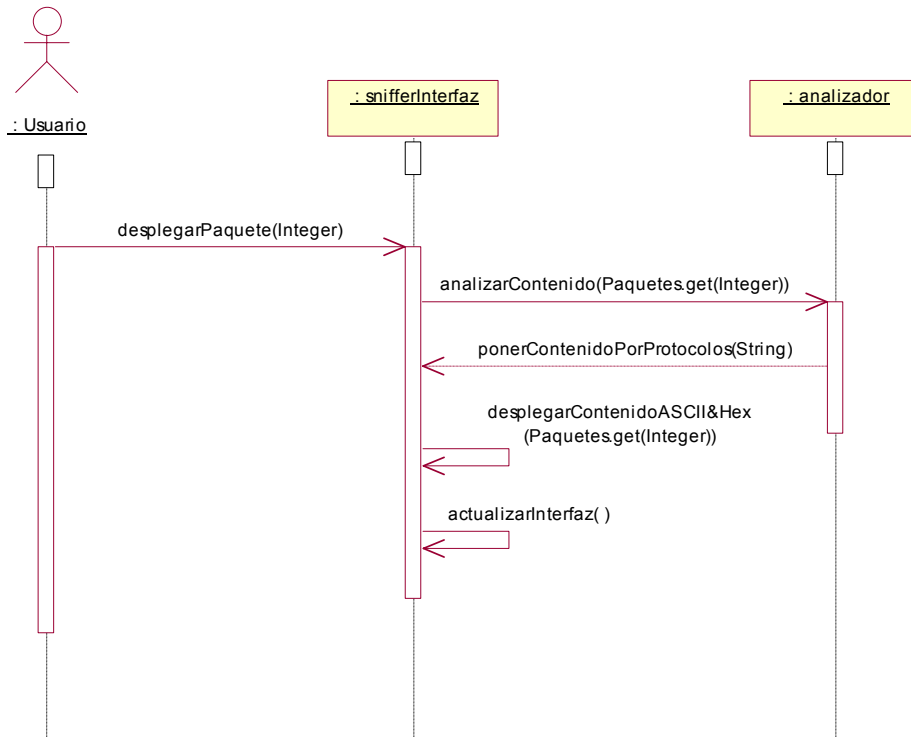 : Usuario
: snifferInterfaz
: analizador
desplegarPaquete(Integer)
analizarContenido(Paquetes.get(Integer))
ponerContenidoPorProtocolos(String)
desplegarContenidoASCII&Hex
(Paquetes.get(Integer))
actualizarInterfaz( )